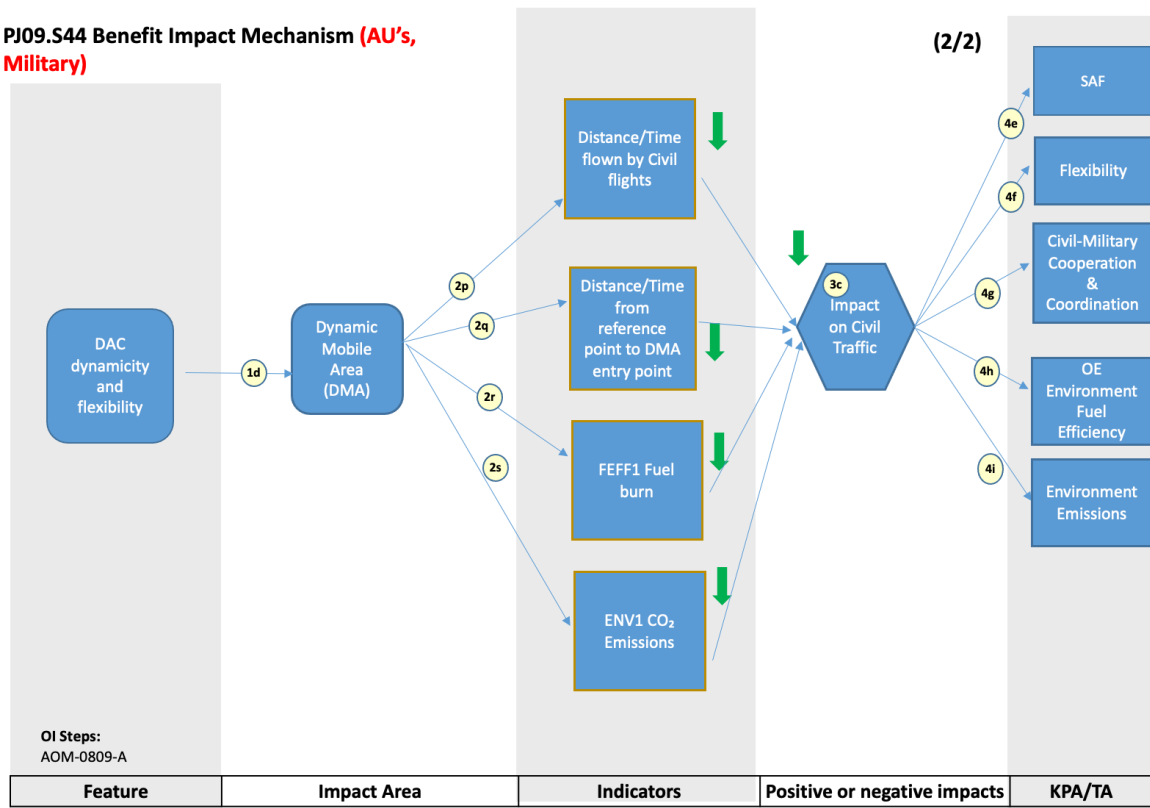 PJ09.S44 Benefit Impact Mechanism (AU's,
Military)
(2/2)
DAC
dynamicity
and
flexibility
1d
Dynamic
Mobile
Area
(DMA)
2p
2q
2r
2s
Distance/Time
flown by Civil
flights
Distance/Time
from
reference
point to DMA
entry point
FEFF1 Fuel
burn
ENV1 CO₂
Emissions
3c
Impact
on Civil
Traffic
4e
4f
4g
4h
4i
SAF
Flexibility
Civil-Military
Cooperation
&
Coordination
OE
Environment
Fuel
Efficiency
Environment
Emissions
OI Steps:
AOM-0809-A
Feature
Impact Area
Indicators
Positive or negative impacts
KPA/TA